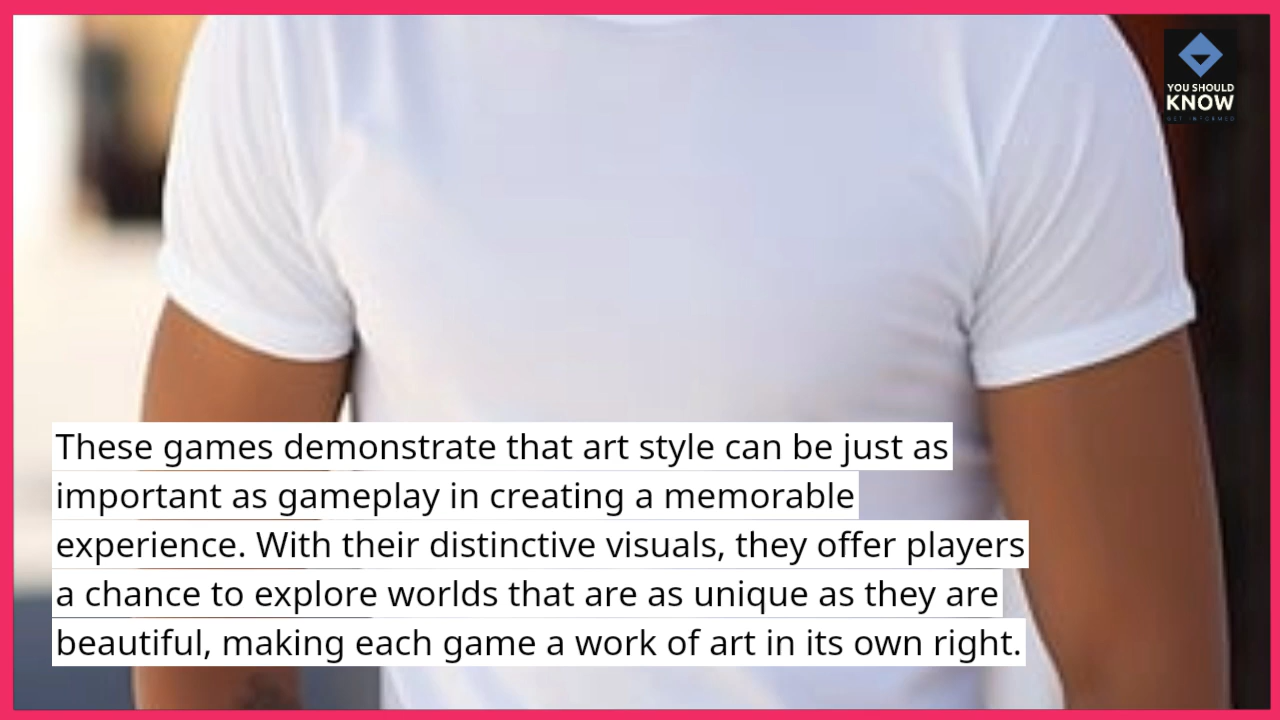 YOU SHOULD
KNOW
GET INFORMED
These games demonstrate that art style can be just as
important as gameplay in creating a memorable
experience. With their distinctive visuals, they offer players
a chance to explore worlds that are as unique as they are
beautiful, making each game a work of art in its own right.